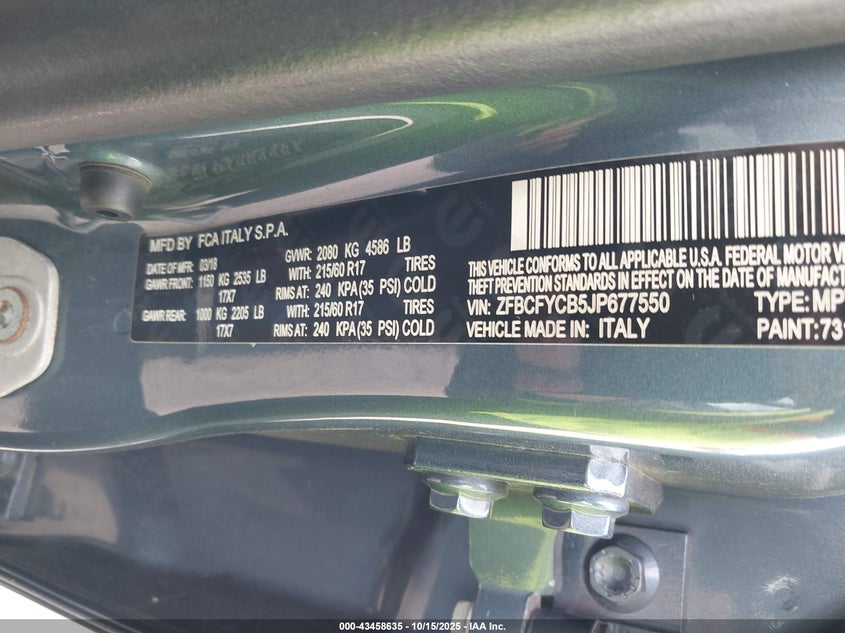 MFD BY FCA ITALY S.P.A.
DATE OF MFR: 03/18 GVWR: 2080 KG 4586 LB
GAWR FRONT: 1150 KG 2535 LB WITH: 215/60 R17 TIRES
17X7 RIMS AT: 240 KPA(35 PSI) COLD
GAWR REAR: 1000 KG 2205 LB WITH: 215/60 R17 TIRES
17X7 RIMS AT: 240 KPA(35 PSI) COLD
THIS VEHICLE CONFORMS TO ALL APPLICABLE U.S.A. FEDERAL MOTOR
THEFT PREVENTION STANDARDS IN EFFECT ON THE DATE OF
VIN: ZFBCFYCB5JP677550 TYPE: MP
VEHICLE MADE IN: ITALY PAINT: 731
000-43458635 - 10/15/2025 - IAA Inc.